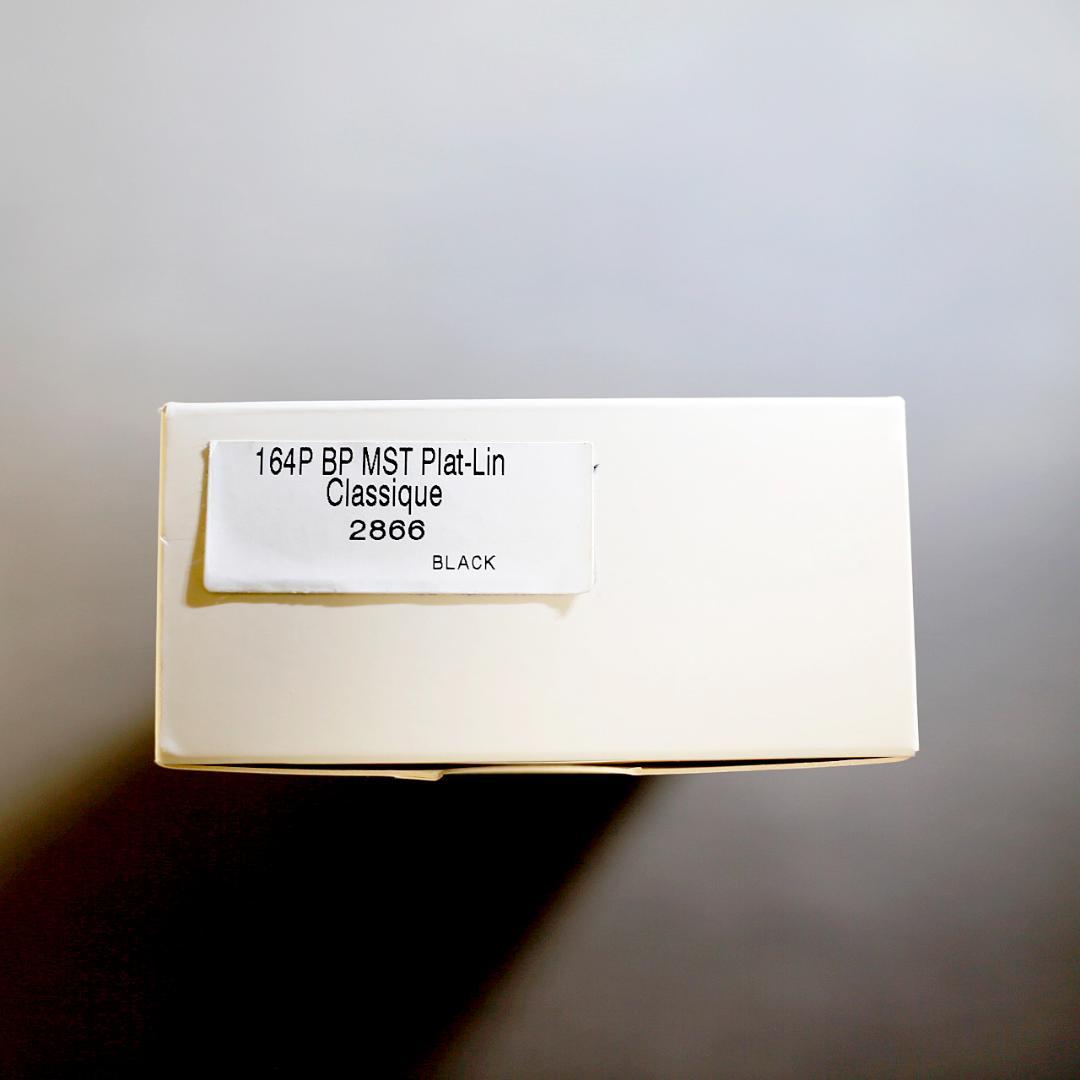 164P BP MST Plat-Lin
Classique
2866
BLACK